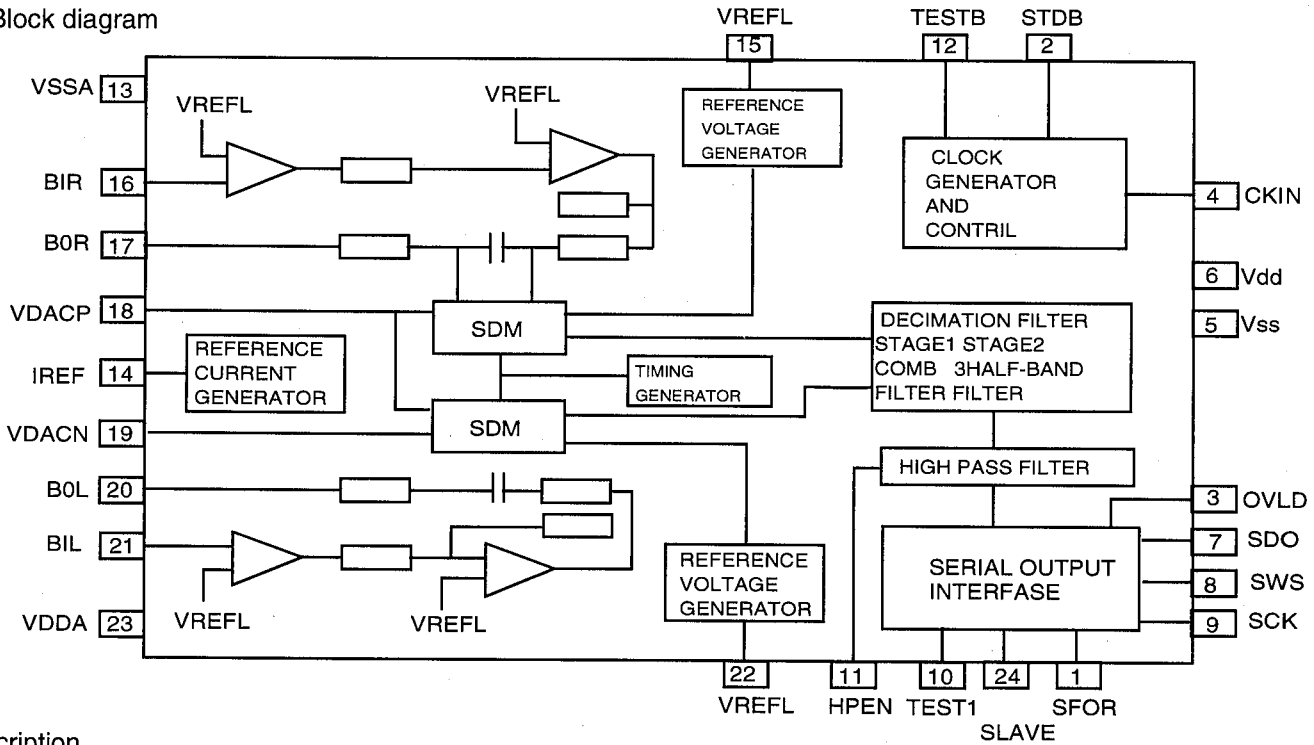 Block diagram
VREFL
15
TESTB
12
STDB
2
VSSA 13
VREFL
VREFL
REFERENCE
VOLTAGE
GENERATOR
CLOCK
GENERATOR
AND
CONTRIL
BIR 16
4 CKIN
B0R 17
6 Vdd
VDACP 18
SDM
5 Vss
DECIMATION FILTER
STAGE1 STAGE2
COMB 3HALF-BAND
FILTER FILTER
IREF 14
REFERENCE
CURRENT
GENERATOR
TIMING
GENERATOR
VDACN 19
SDM
HIGH PASS FILTER
B0L 20
3 OVLD
BIL 21
7 SDO
REFERENCE
VOLTAGE
GENERATOR
SERIAL OUTPUT
INTERFASE
8 SWS
VDDA 23
VREFL
VREFL
9 SCK
22
VREFL
11
HPEN
10
TEST1
24
SLAVE
1
SFOR
cription